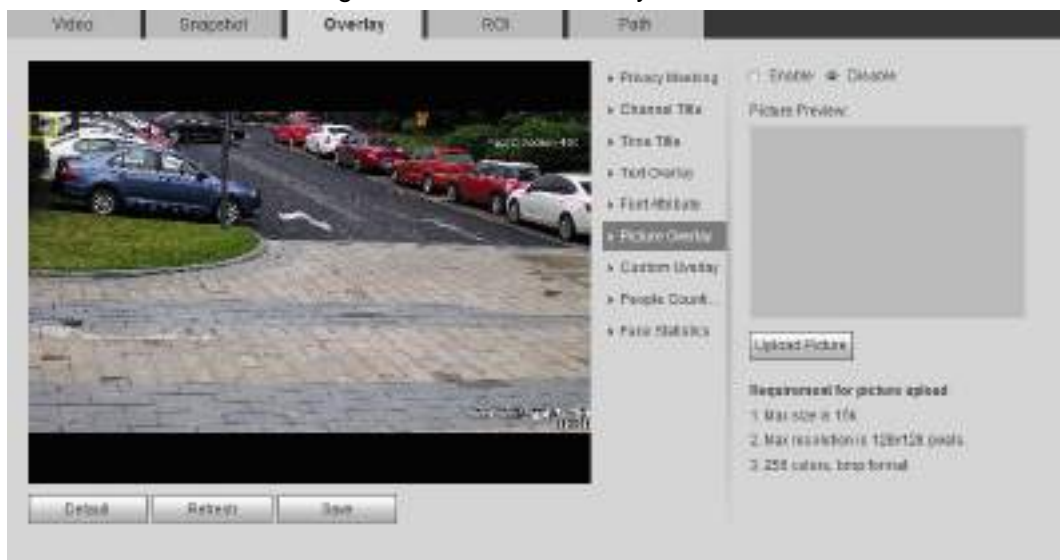 Video Snapshot Overlay ROI Path
Privacy Masking
Channel Title
Time Title
Text Overlay
Font Attribute
Picture Overlay
Custom Overlay
People Count...
Face Statistics
Enable Disable
Picture Preview:
Upload Picture
Requirement for picture upload
1. Max size is 16k
2. Max resolution is 128*128 pixels
3. 256 colors, bmp format
Default Refresh Save